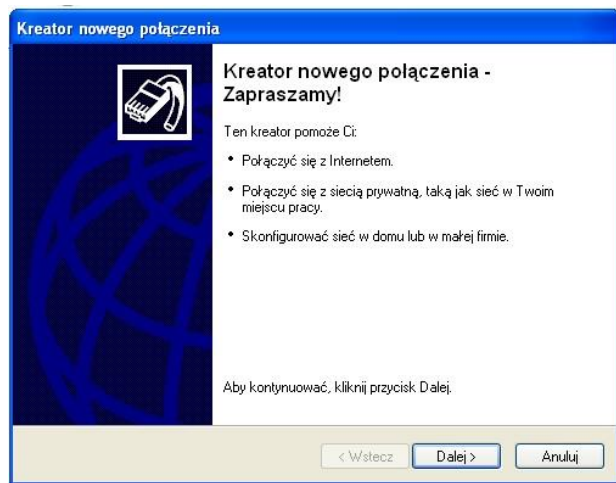 Kreator nowego połączenia
Kreator nowego połączenia -
Zapraszamy!
Ten kreator pomoże Ci:
• Połączyć się z Internetem.
• Połączyć się z siecią prywatną, taką jak sieć w Twoim
miejscu pracy.
• Skonfigurować sieć w domu lub w małej firmie.
Aby kontynuować, kliknij przycisk Dalej.
< Wstecz Dalej > Anuluj